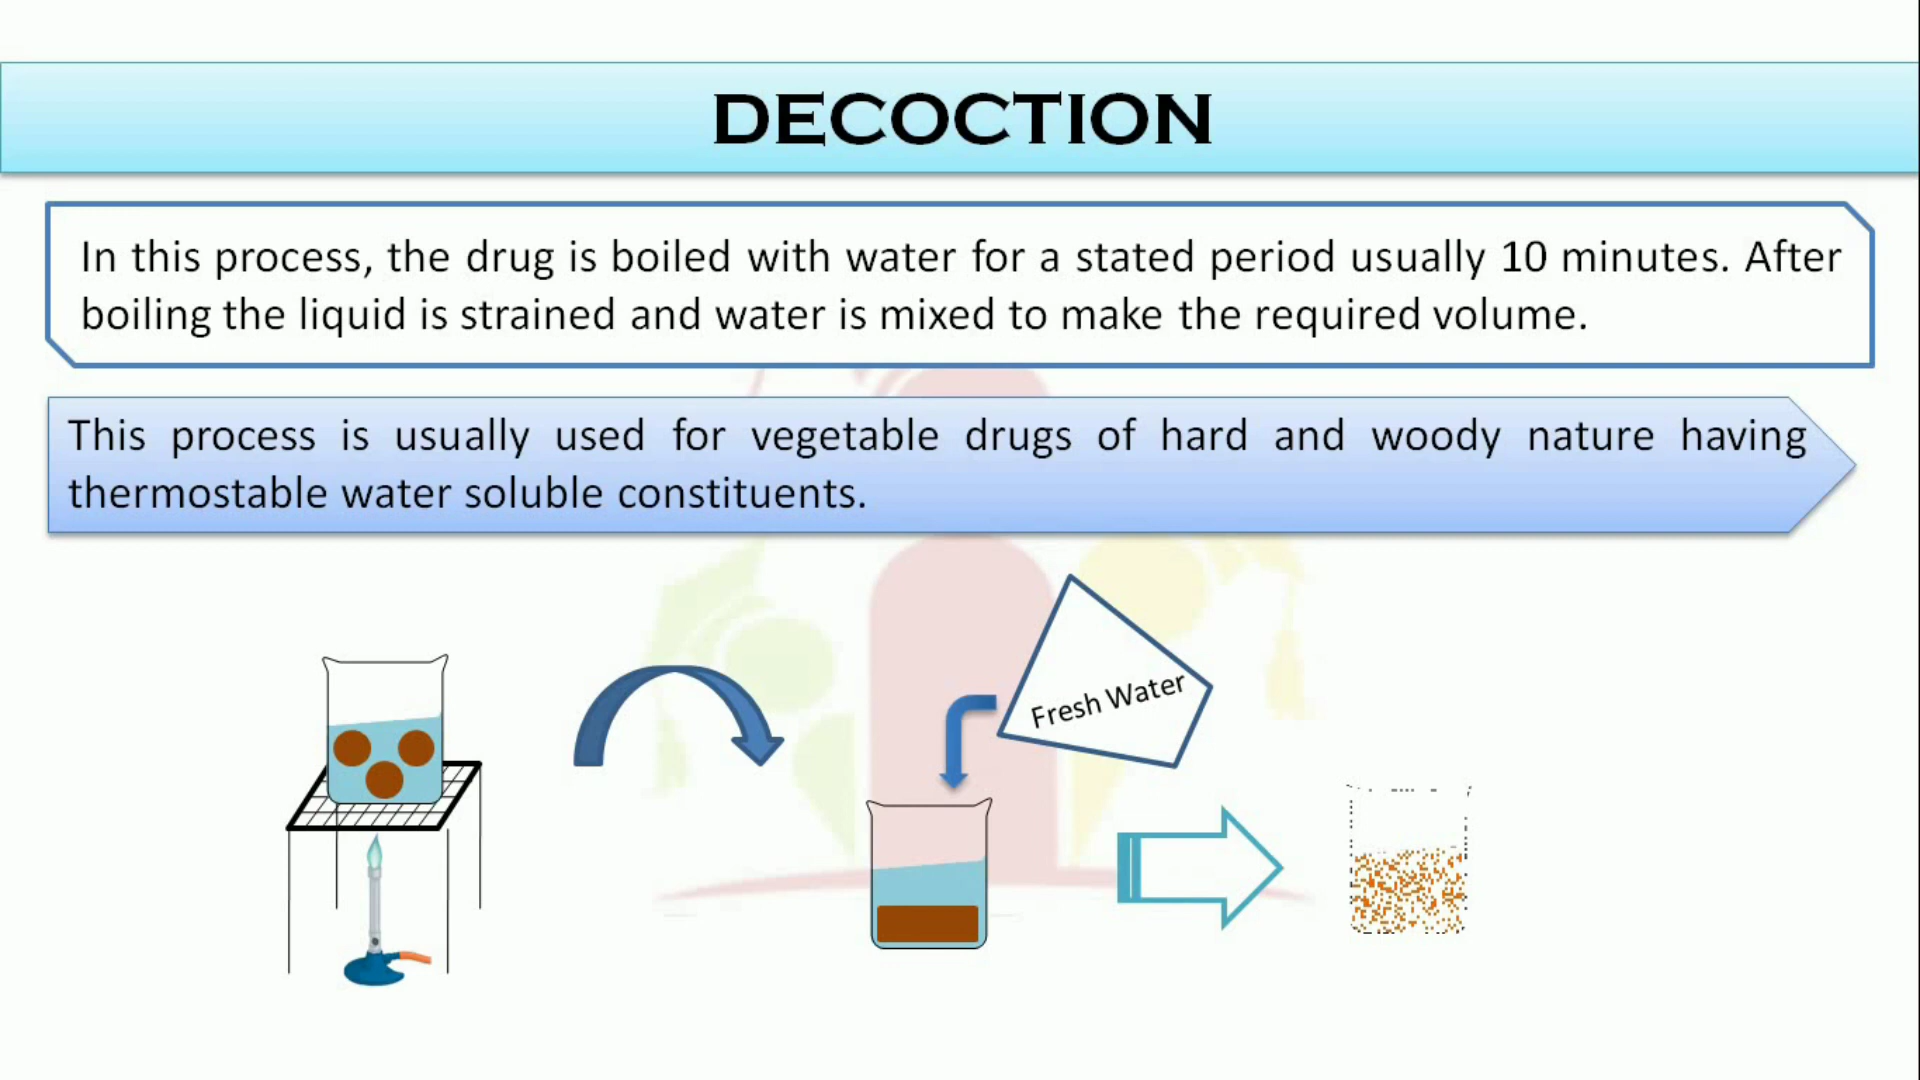 DECOCTION
In this process, the drug is boiled with water for a stated period usually 10 minutes. After
boiling the liquid is strained and water is mixed to make the required volume.
This process is usually used for vegetable drugs of hard and woody nature having
thermostable water soluble constituents.
Fresh Water